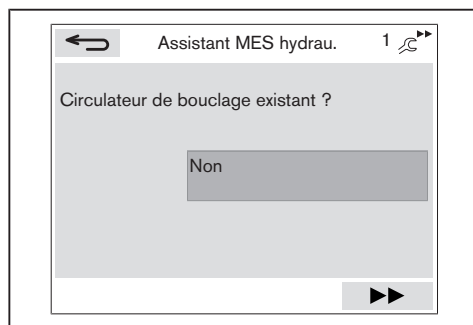 Assistant MES hydrau. 1
Circulateur de bouclage existant ?
Non